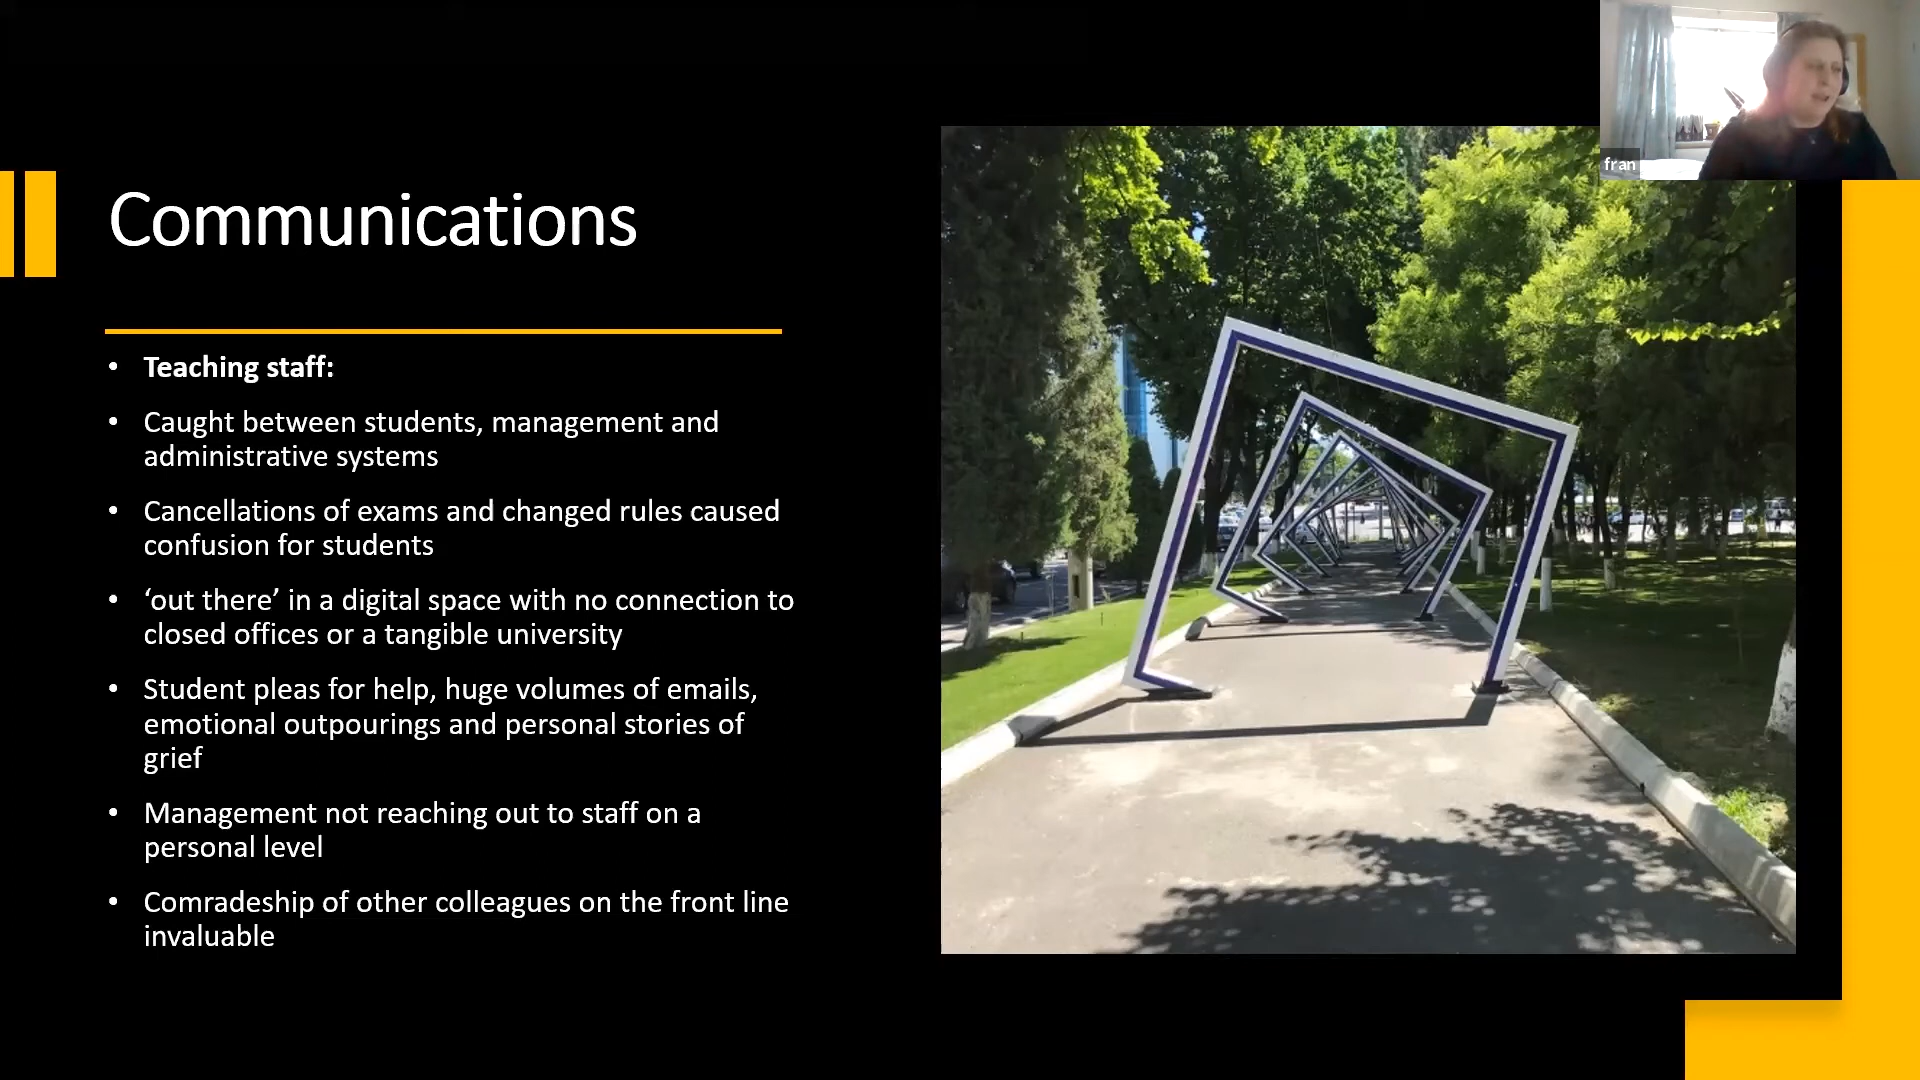 fran
Communications
• Teaching staff:
• Caught between students, management and
administrative systems
• Cancellations of exams and changed rules caused
confusion for students
• ‘out there’ in a digital space with no connection to
closed offices or a tangible university
• Student pleas for help, huge volumes of emails,
emotional outpourings and personal stories of
grief
• Management not reaching out to staff on a
personal level
• Comradeship of other colleagues on the front line
invaluable